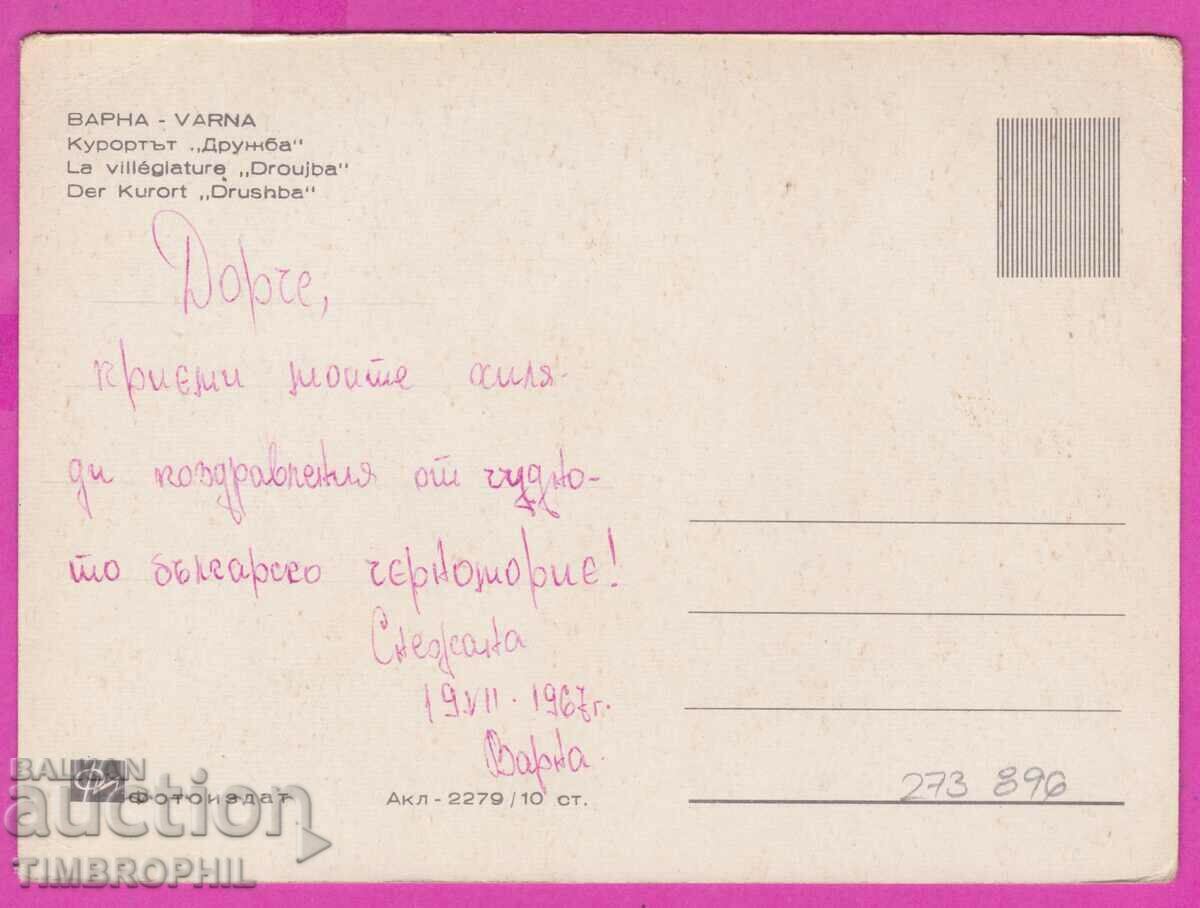 ВАРНА - VARNA
Курортът „Дружба"
La villégiature „Droujba"
Der Kurort „Drushba"
Дорче,
приеми моите хиля-
ди поздравления от чудно-
то българско черноморие!
Снежана
19.VII.1967г.
Варна.
Фотоиздат
Акл-2279/10 ст.
273 896
BALKAN
auction
TIMBROPHIL